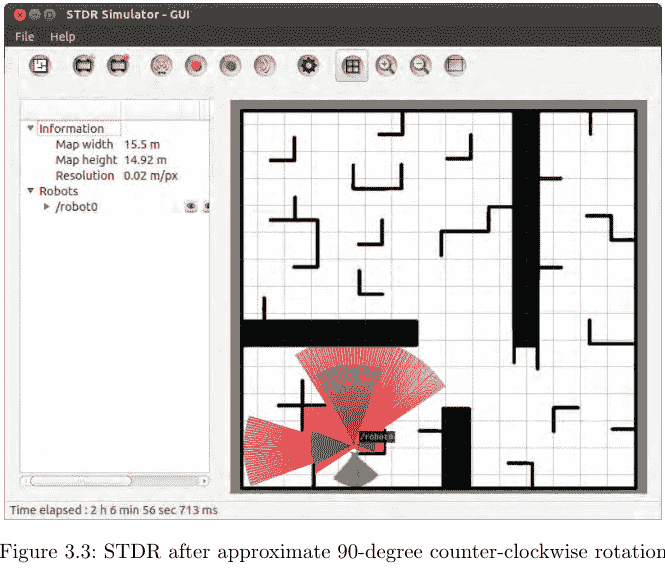 STDR Simulator - GUI
File Help
Information
Map width 15.5 m
Map height 14.92 m
Resolution 0.02 m/px
Robots
/robot0
/robot0
Time elapsed : 2 h 6 min 56 sec 713 ms
Figure 3.3: STDR after approximate 90-degree counter-clockwise rotation